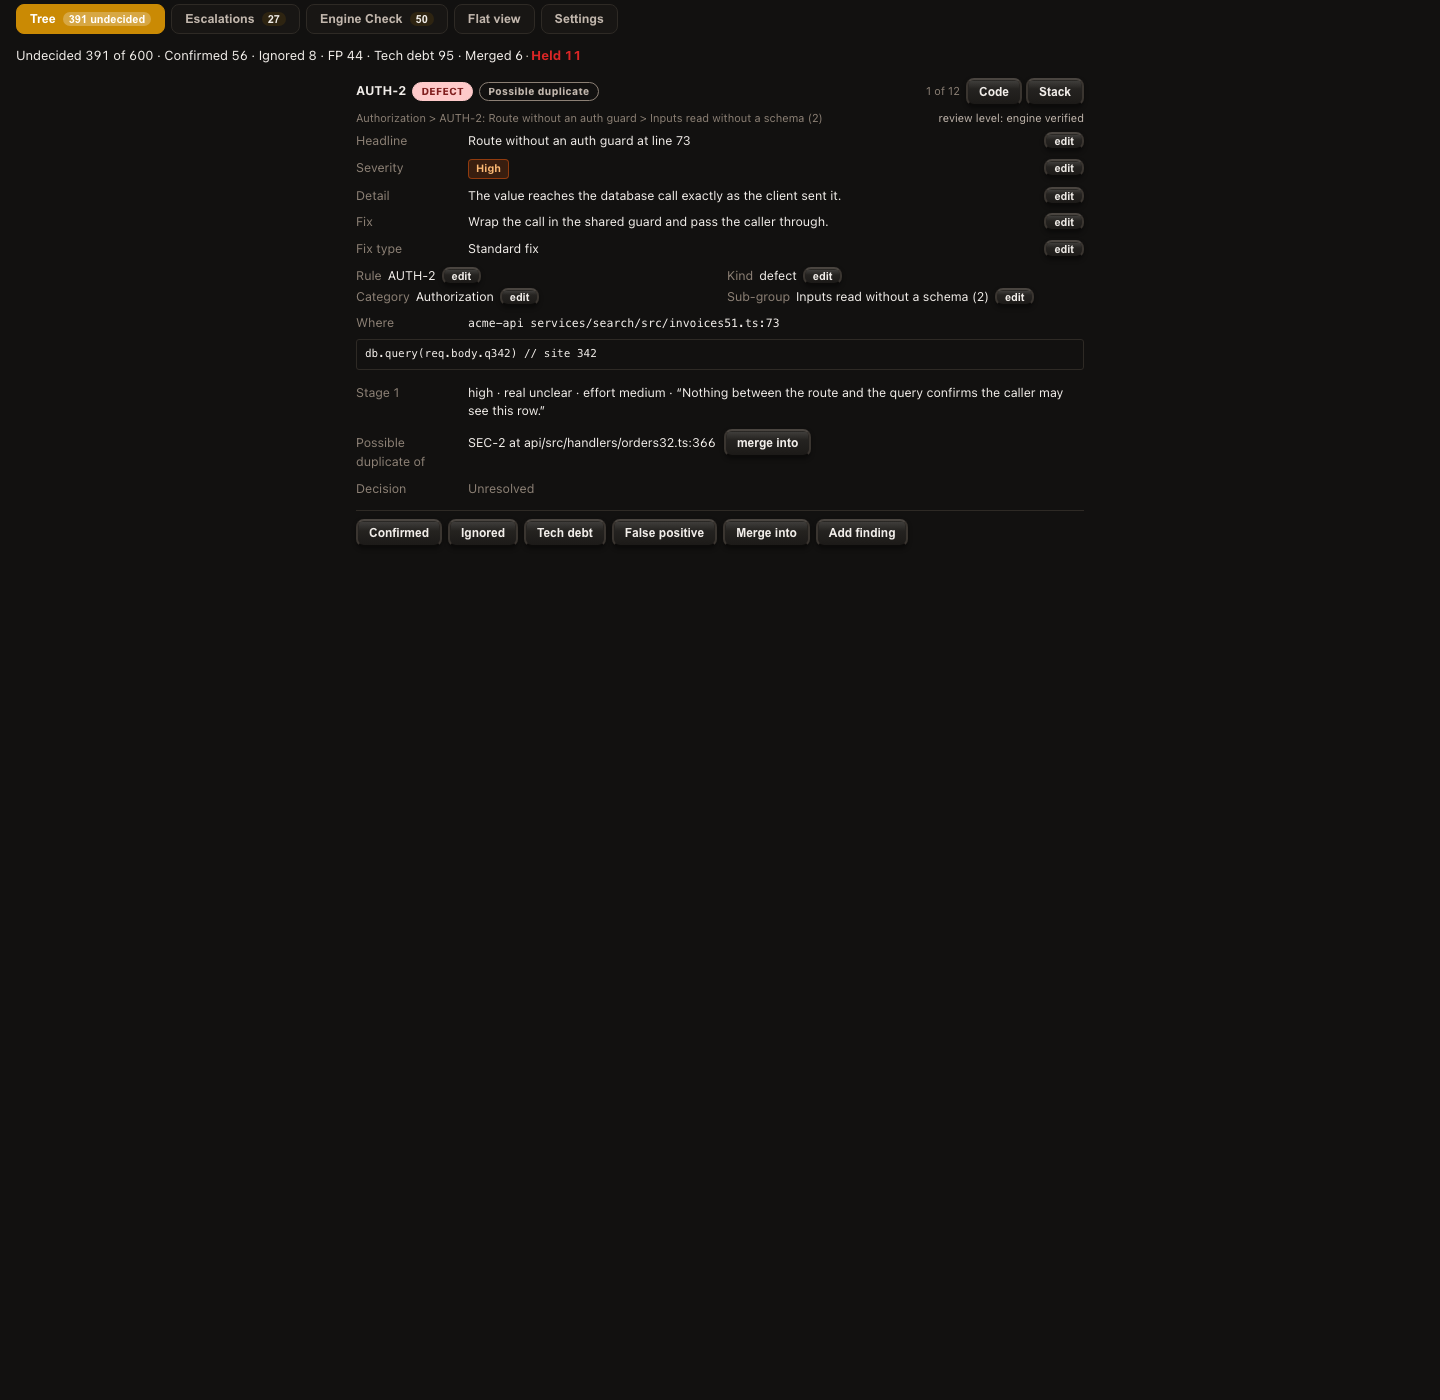 Tree 391 undecided Escalations 27 Engine Check 50 Flat view Settings
Undecided 391 of 600 · Confirmed 56 · Ignored 8 · FP 44 · Tech debt 95 · Merged 6 · Held 11
AUTH-2 DEFECT Possible duplicate 1 of 12 Code Stack
Authorization > AUTH-2: Route without an auth guard > Inputs read without a schema (2) review level: engine verified
Headline Route without an auth guard at line 73 edit
Severity High edit
Detail The value reaches the database call exactly as the client sent it. edit
Fix Wrap the call in the shared guard and pass the caller through. edit
Fix type Standard fix edit
Rule AUTH-2 edit Kind defect edit
Category Authorization edit Sub-group Inputs read without a schema (2) edit
Where acme-api services/search/src/invoices51.ts:73
db.query(req.body.q342) // site 342
Stage 1 high · real unclear · effort medium · “Nothing between the route and the query confirms the caller may
see this row.”
Possible SEC-2 at api/src/handlers/orders32.ts:366 merge into
duplicate of
Decision Unresolved
Confirmed Ignored Tech debt False positive Merge into Add finding